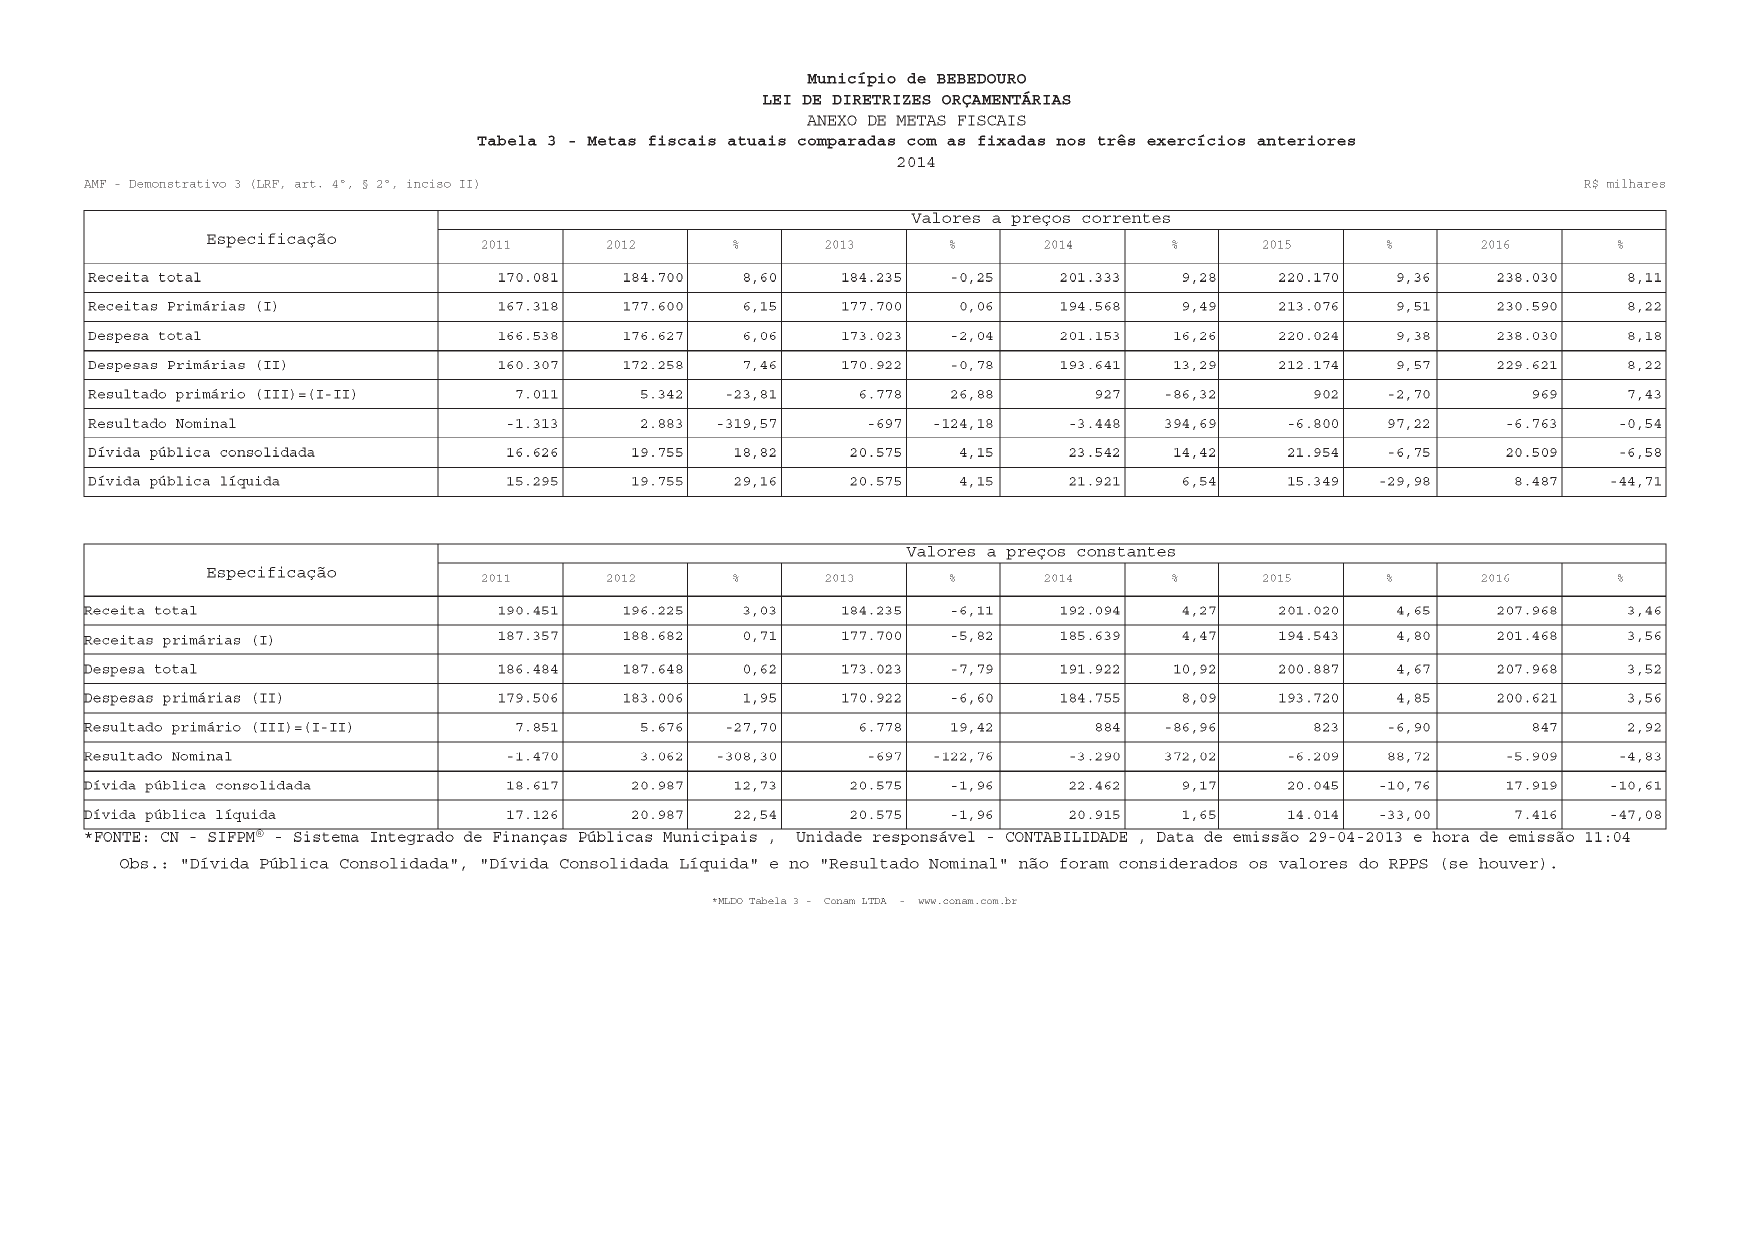 Município de BEBEDOURO
LEI DE DIRETRIZES ORÇAMENTÁRIAS
ANEXO DE METAS FISCAIS
Tabela 3 - Metas fiscais atuais comparadas com as fixadas nos três exercícios anteriores
2014
AMF - Demonstrativo 3 (LRF, art. 4°, § 2°, inciso II) R$ milhares
Valores a preços correntes
Especificação 2011 2012 % 2013 % 2014 % 2015 % 2016 %
Receita total 170.081 184.700 8,60 184.235 -0,25 201.333 9,28 220.170 9,36 238.030 8,11
Receitas Primárias (I) 167.318 177.600 6,15 177.700 0,06 194.568 9,49 213.076 9,51 230.590 8,22
Despesa total 166.538 176.627 6,06 173.023 -2,04 201.153 16,26 220.024 9,38 238.030 8,18
Despesas Primárias (II) 160.307 172.258 7,46 170.922 -0,78 193.641 13,29 212.174 9,57 229.621 8,22
Resultado primário (III)=(I-II) 7.011 5.342 -23,81 6.778 26,88 927 -86,32 902 -2,70 969 7,43
Resultado Nominal -1.313 2.883 -319,57 -697 -124,18 -3.448 394,69 -6.800 97,22 -6.763 -0,54
Dívida pública consolidada 16.626 19.755 18,82 20.575 4,15 23.542 14,42 21.954 -6,75 20.509 -6,58
Dívida pública líquida 15.295 19.755 29,16 20.575 4,15 21.921 6,54 15.349 -29,98 8.487 -44,71
Valores a preços constantes
Especificação 2011 2012 % 2013 % 2014 % 2015 % 2016 %
Receita total 190.451 196.225 3,03 184.235 -6,11 192.094 4,27 201.020 4,65 207.968 3,46
Receitas primárias (I) 187.357 188.682 0,71 177.700 -5,82 185.639 4,47 194.543 4,80 201.468 3,56
Despesa total 186.484 187.648 0,62 173.023 -7,79 191.922 10,92 200.887 4,67 207.968 3,52
Despesas primárias (II) 179.506 183.006 1,95 170.922 -6,60 184.755 8,09 193.720 4,85 200.621 3,56
Resultado primário (III)=(I-II) 7.851 5.676 -27,70 6.778 19,42 884 -86,96 823 -6,90 847 2,92
Resultado Nominal -1.470 3.062 -308,30 -697 -122,76 -3.290 372,02 -6.209 88,72 -5.909 -4,83
Dívida pública consolidada 18.617 20.987 12,73 20.575 -1,96 22.462 9,17 20.045 -10,76 17.919 -10,61
Dívida pública líquida 17.126 20.987 22,54 20.575 -1,96 20.915 1,65 14.014 -33,00 7.416 -47,08
*FONTE: CN - SIFPM® - Sistema Integrado de Finanças Públicas Municipais , Unidade responsável - CONTABILIDADE , Data de emissão 29-04-2013 e hora de emissão 11:04
Obs.: "Dívida Pública Consolidada", "Dívida Consolidada Líquida" e no "Resultado Nominal" não foram considerados os valores do RPPS (se houver).
*MLDO Tabela 3 - Conam LTDA - www.conam.com.br